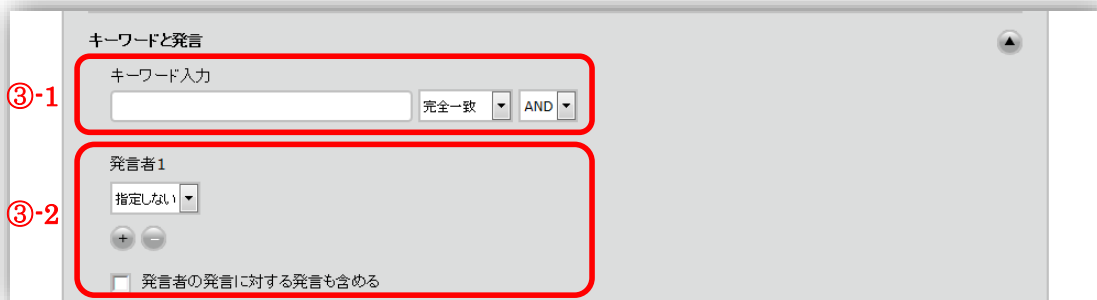 キーワードと発言
③-1
キーワード入力
完全一致 AND
③-2
発言者1
指定しない
発言者の発言に対する発言も含める